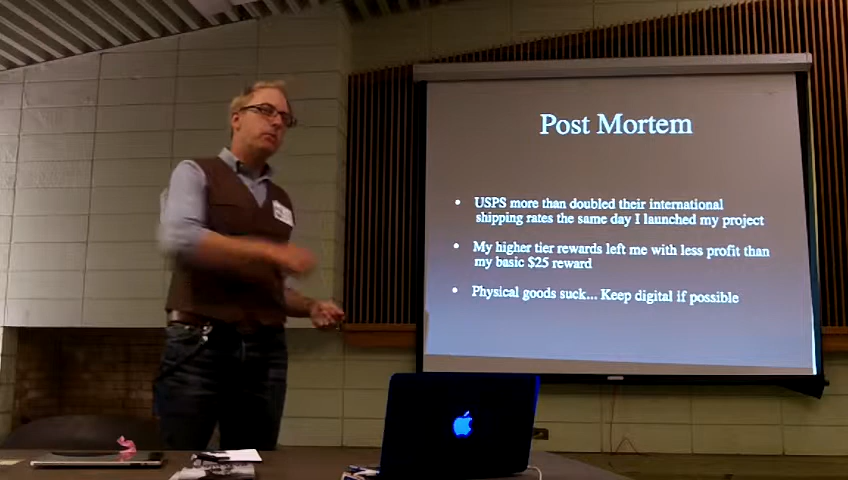 Post Mortem
• USPS more than doubled their international
shipping rates the same day I launched my project
• My higher tier rewards left me with less profit than
my basic $25 reward
• Physical goods suck... Keep digital if possible